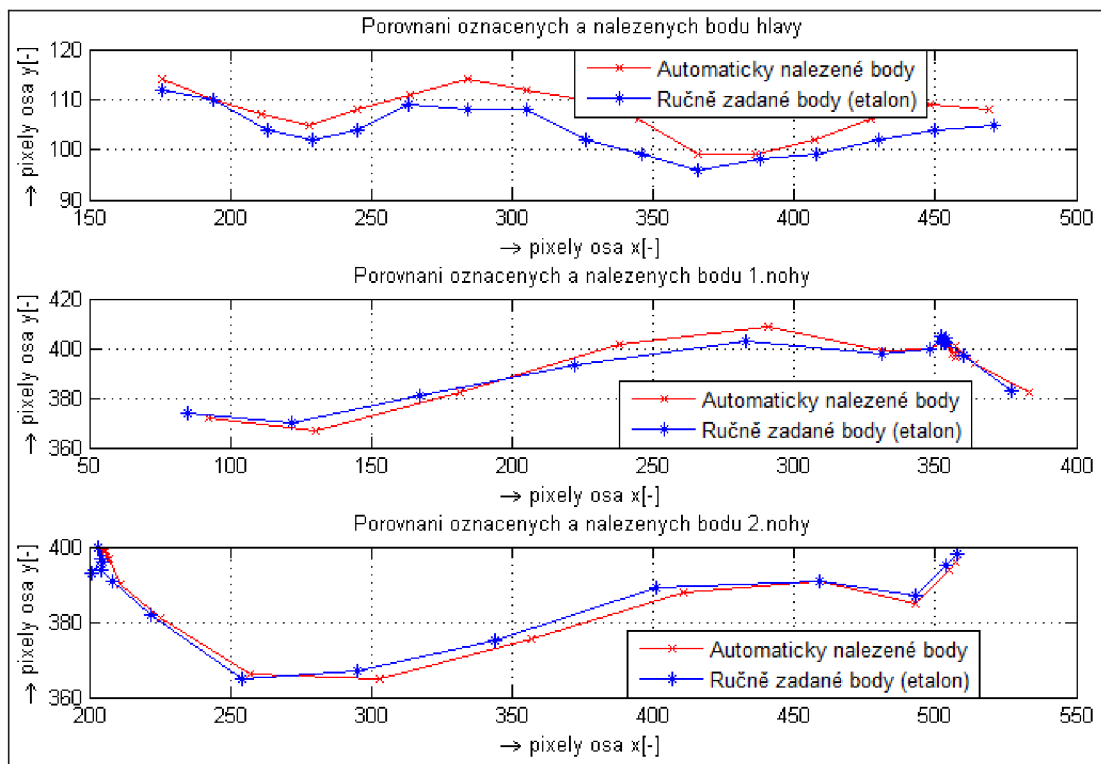 Porovnani oznacenych a nalezenych bodu hlavy
→ pixely osa y[-]
120
110
100
90
Automaticky nalezené body
Ručně zadané body (etalon)
150 200 250 300 350 400 450 500
→ pixely osa x[-]
Porovnani oznacenych a nalezenych bodu 1.nohy
→ pixely osa y[-]
420
400
380
360
Automaticky nalezené body
Ručně zadané body (etalon)
50 100 150 200 250 300 350 400
→ pixely osa x[-]
Porovnani oznacenych a nalezenych bodu 2.nohy
→ pixely osa y[-]
400
380
360
Automaticky nalezené body
Ručně zadané body (etalon)
200 250 300 350 400 450 500 550
→ pixely osa x[-]